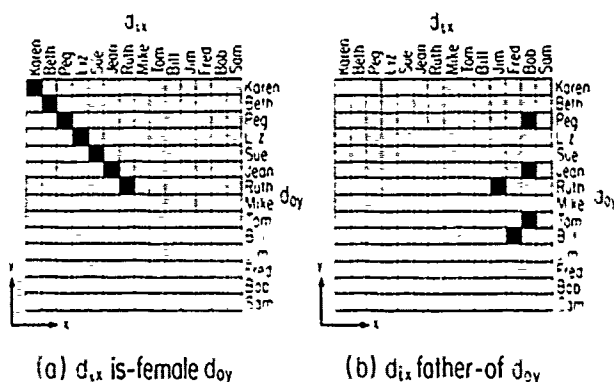 d_ix d_ix
Karen Beth Peg Liz Sue Jean Ruth Mike Tom Bill Jim Fred Bob Sam
Karen Beth Peg Liz Sue Jean Ruth Mike Tom Bill Jim Fred Bob Sam
Karen
Beth
Peg
Sue
Jean
Ruth
Mike
Tom
Fred
Bob
Sam
d_oy
Y
x
Karen
Beth
Peg
Sue
Jean
Ruth
Mike
Tom
Fred
Bob
Sam
Y
x
(a) d_ix is-female d_oy
(b) d_ix father-of d_oy